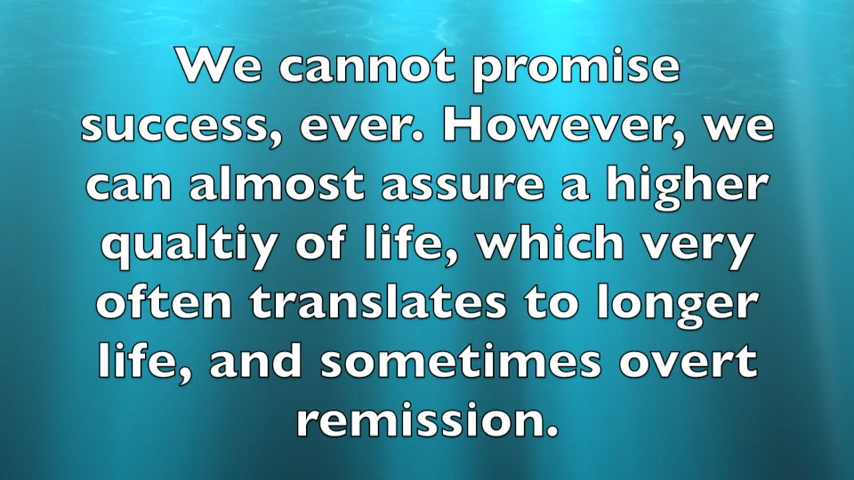 We cannot promise
success, ever. However, we
can almost assure a higher
qualtiy of life, which very
often translates to longer
life, and sometimes overt
remission.